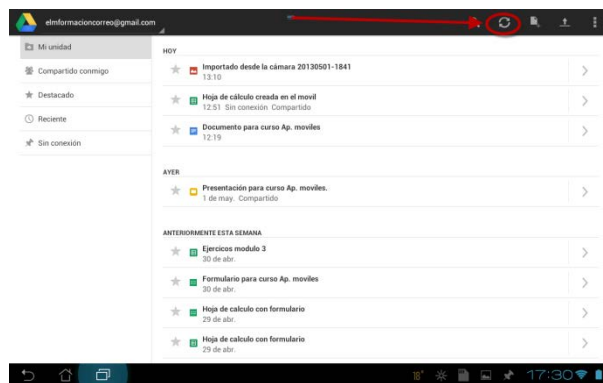 elmformacioncorreo@gmail.com
Mi unidad
Compartido conmigo
Destacado
Reciente
Sin conexión
HOY
Importado desde la cámara 20130501-1841
13:10
Hoja de cálculo creada en el movil
12:51 Sin conexión Compartido
Documento para curso Ap. moviles
12:19
AYER
Presentación para curso Ap. moviles.
1 de may. Compartido
ANTERIORMENTE ESTA SEMANA
Ejercicos modulo 3
30 de abr.
Formulario para curso Ap. moviles
30 de abr.
Hoja de calculo con formulario
29 de abr.
Hoja de calculo con formulario
29 de abr.
18° 17:30